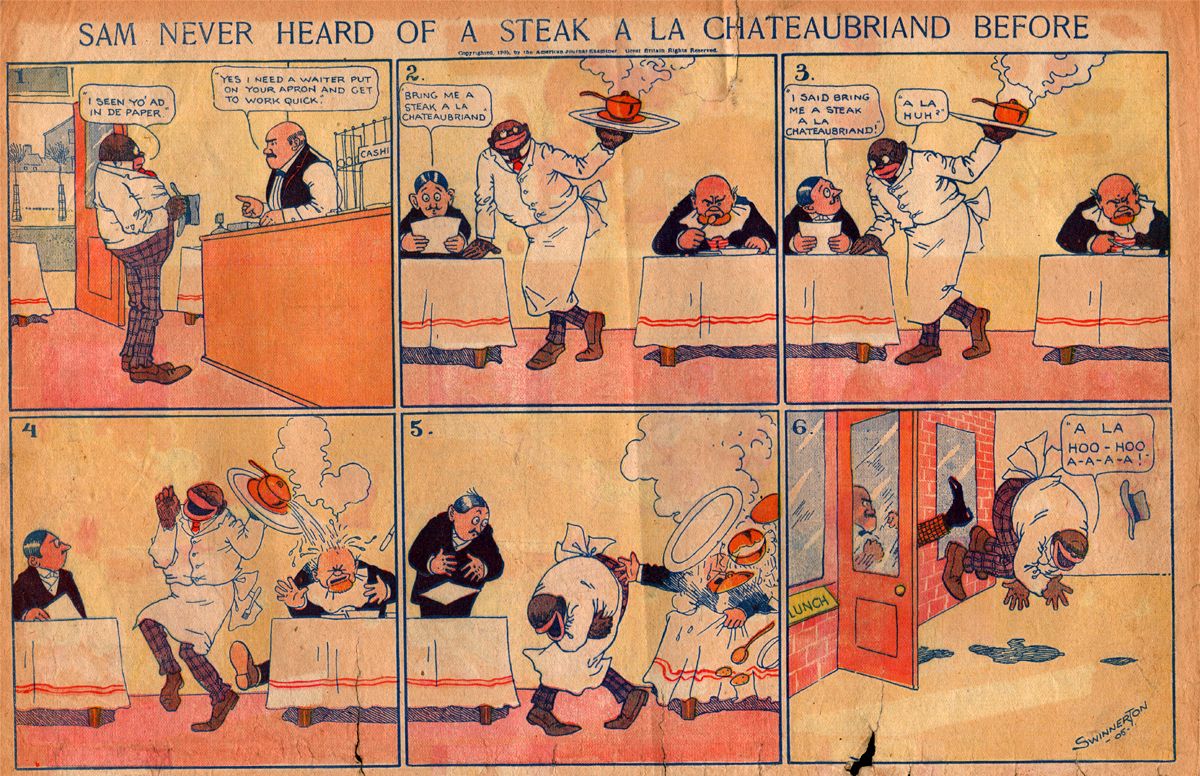 SAM NEVER HEARD OF A STEAK A LA CHATEAUBRIAND BEFORE
Copyrighted, 1905, by the American-Journal-Examiner. Great Britain Rights Reserved.
1
"I SEEN YO' AD
IN DE PAPER"
"YES I NEED A WAITER PUT
ON YOUR APRON AND GET
TO WORK QUICK."
CASHI
2.
BRING ME A
STEAK A LA
CHATEAUBRIAND
3.
"I SAID BRING
ME A STEAK
A LA
CHATEAUBRIAND!"
"A LA
HUH?"
4
5.
6.
"A LA
HOO-HOO
A-A-A-A!"
LUNCH
SWINNERTON
-05-